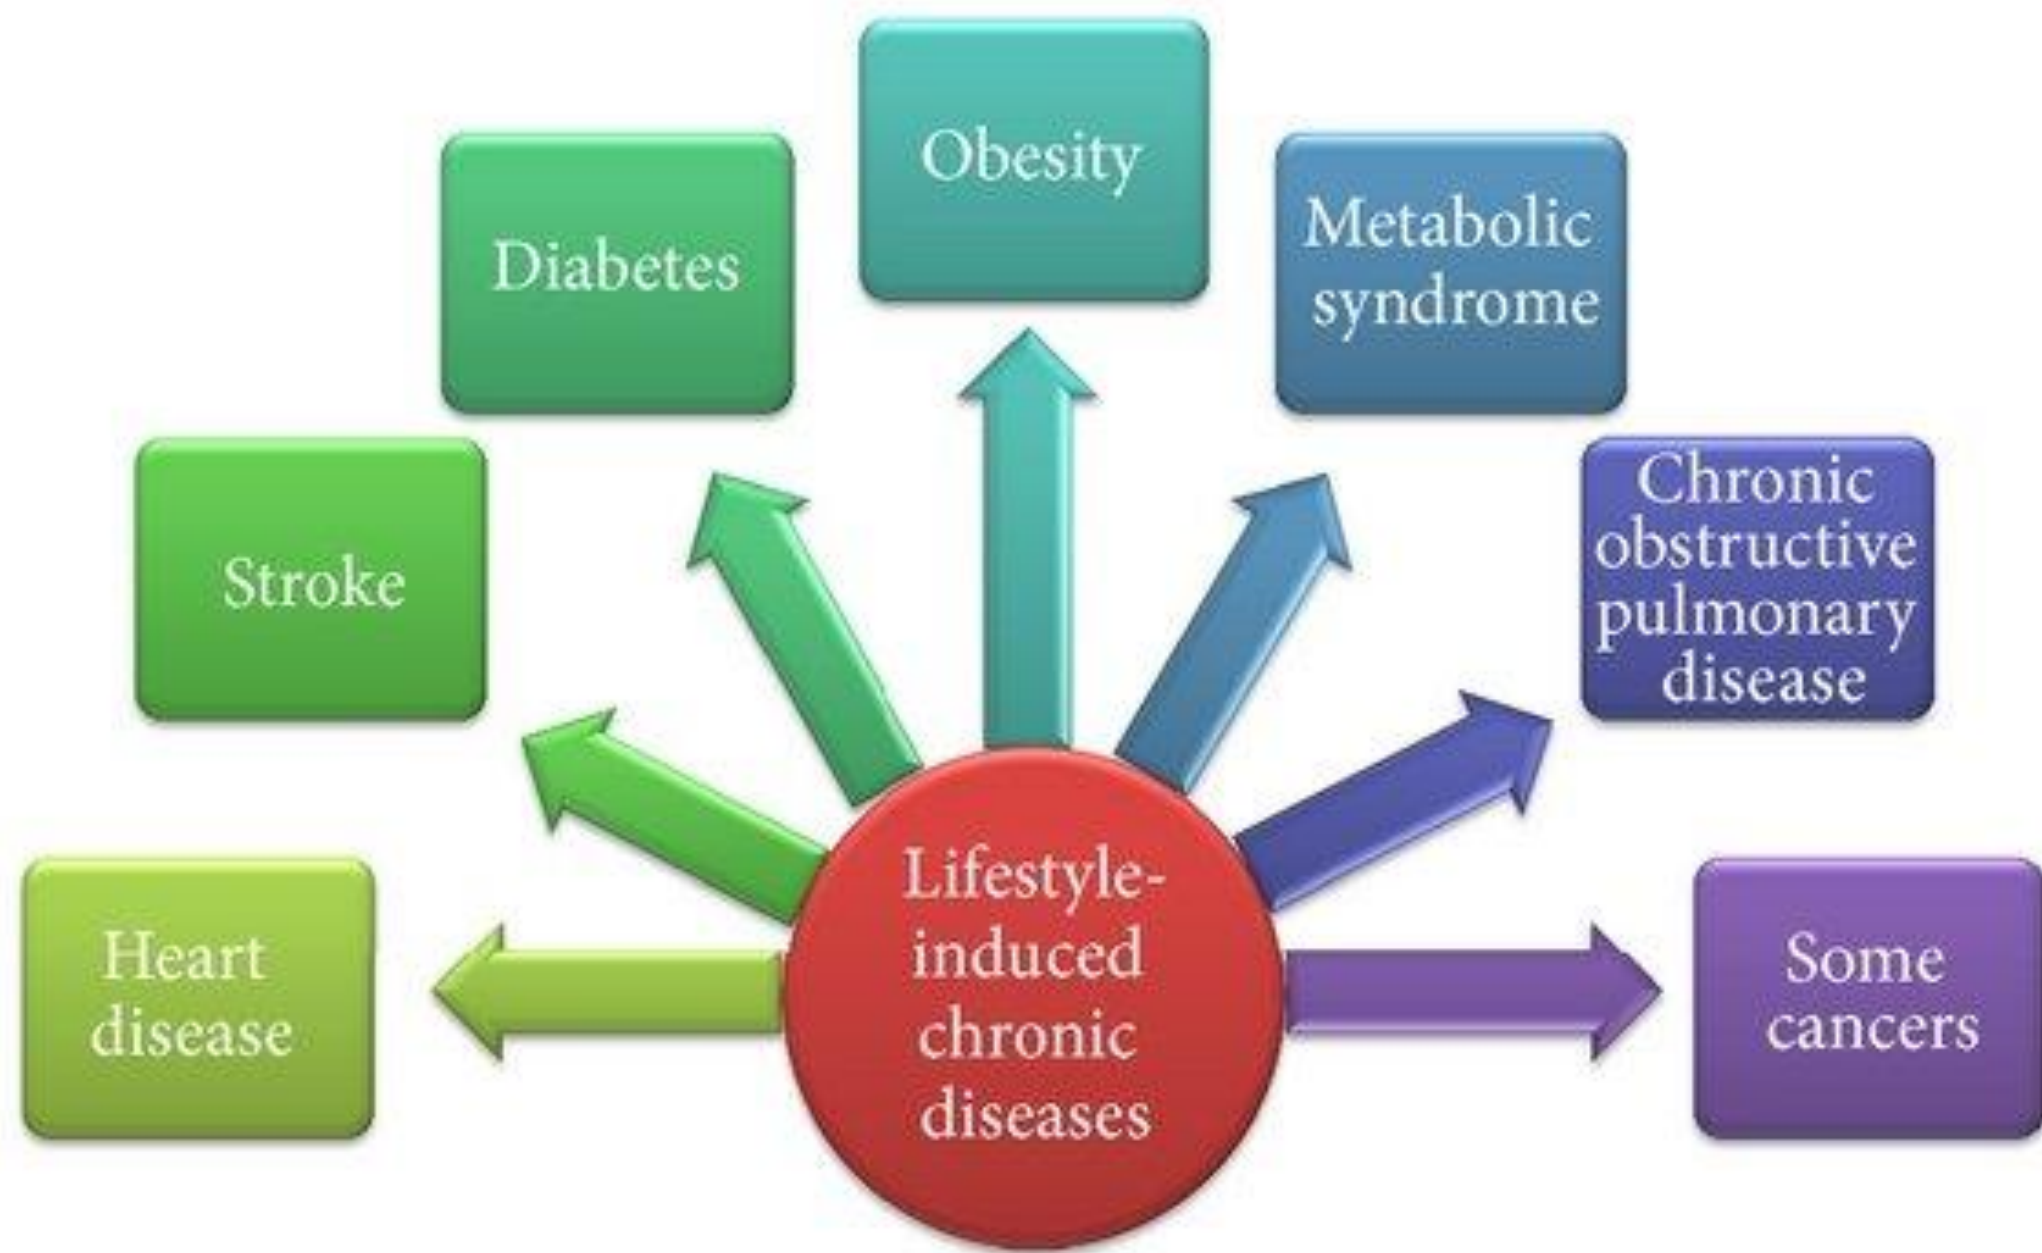 Obesity
Diabetes
Metabolic
syndrome
Stroke
Chronic
obstructive
pulmonary
disease
Heart
disease
Lifestyle-
induced
chronic
diseases
Some
cancers